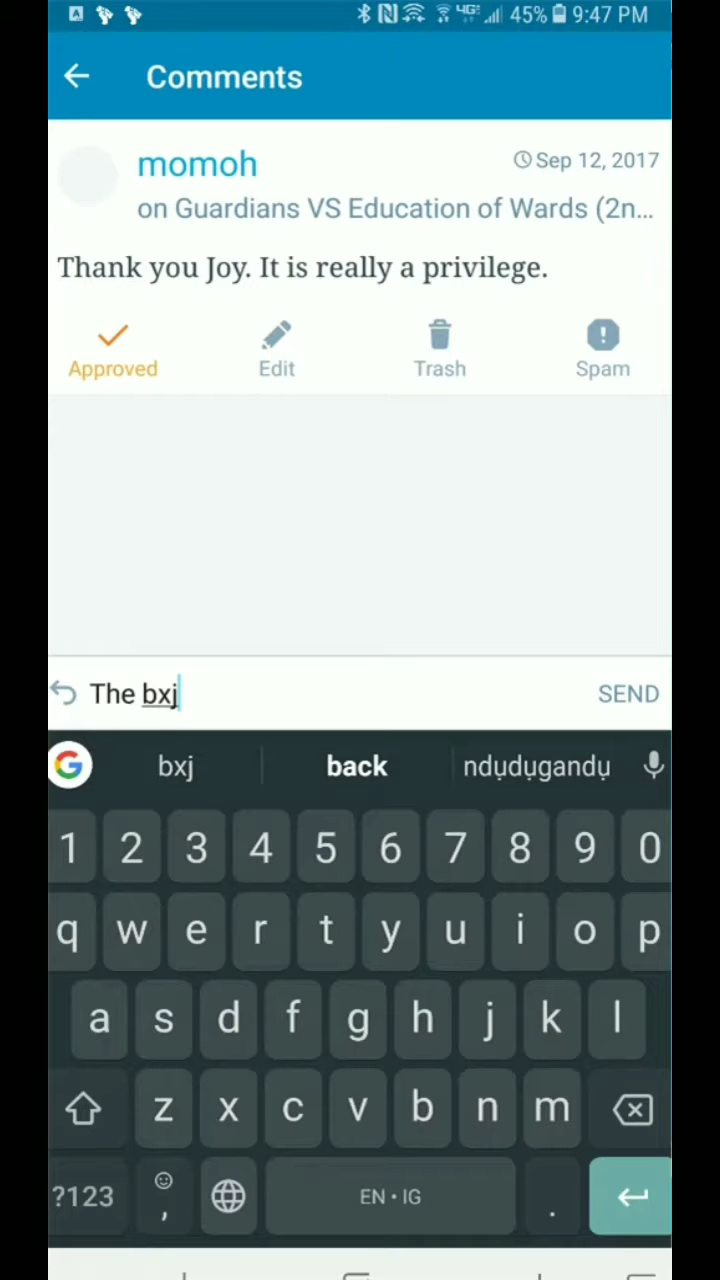 45% 9:47 PM
Comments
momoh
Sep 12, 2017
on Guardians VS Education of Wards (2n...
Thank you Joy. It is really a privilege.
Approved Edit Trash Spam
The bxj SEND
bxj back ndụdụgandụ
1 2 3 4 5 6 7 8 9 0
q w e r t y u i o p
a s d f g h j k l
z x c v b n m
?123 , EN • IG .